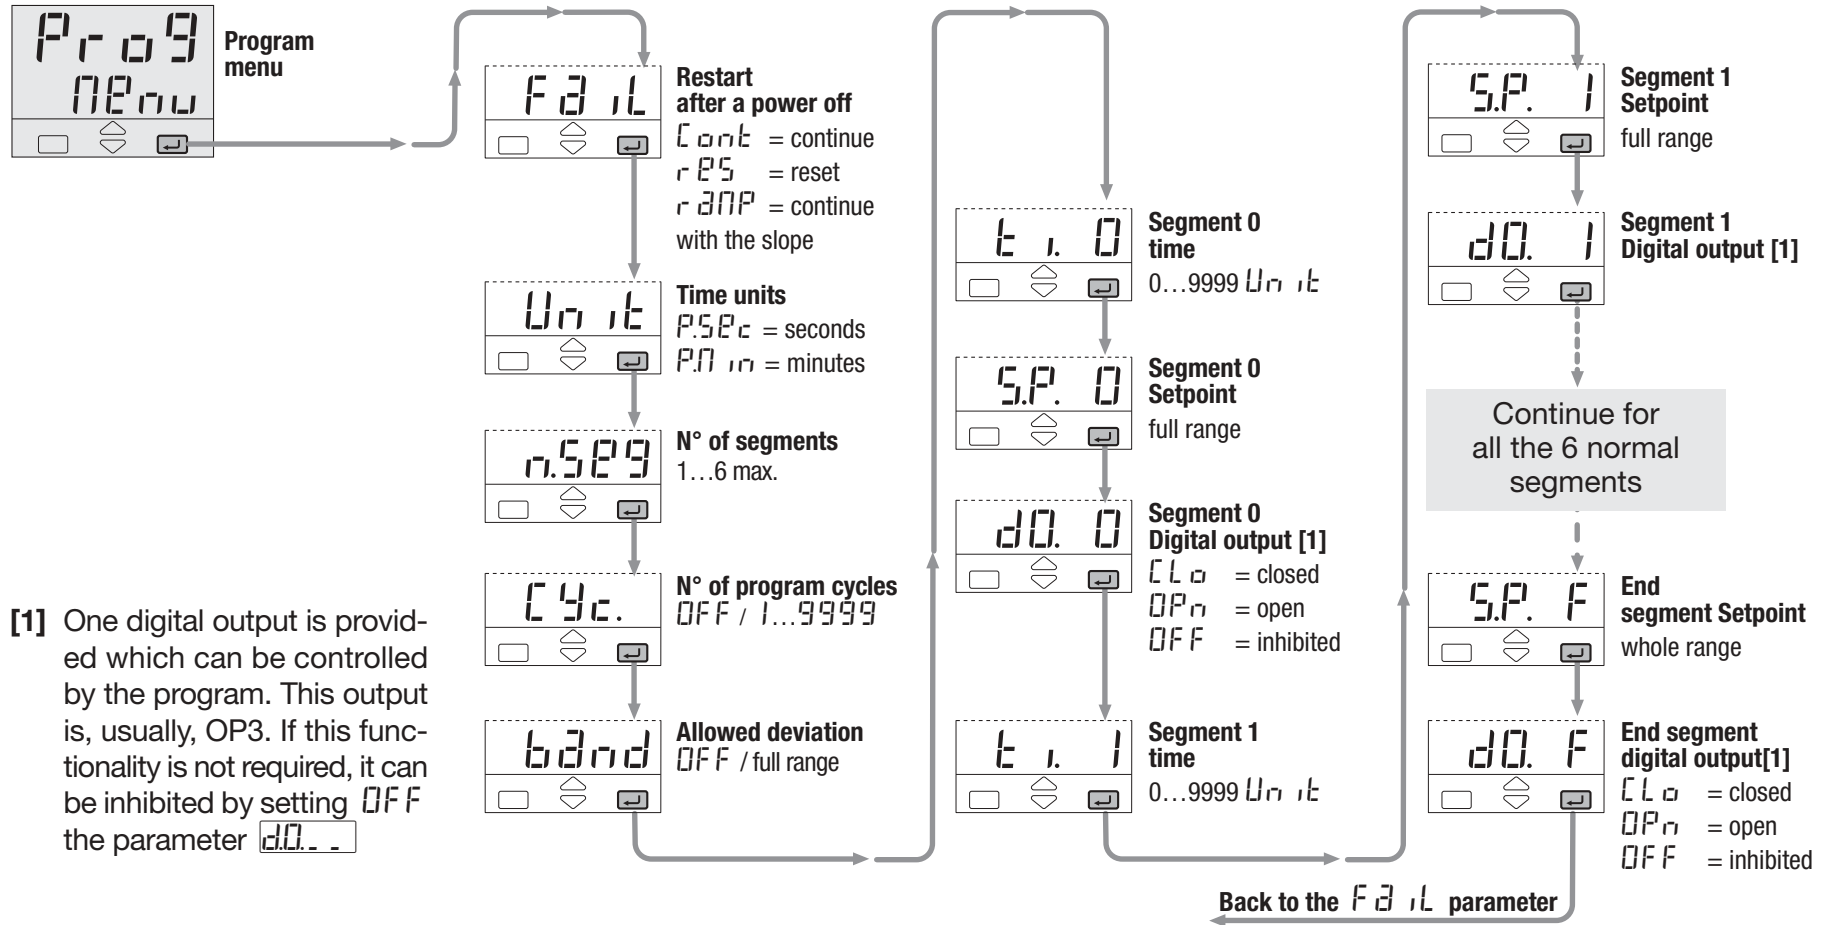 Prog
Menu
Program
menu
Fail
Restart
after a power off
Cont = continue
rES = reset
raMP = continue
with the slope
Unit
Time units
P.SEc = seconds
P.Min = minutes
n.SEg
N° of segments
1…6 max.
Cyc.
N° of program cycles
OFF / 1…9999
band
Allowed deviation
OFF / full range
[1] One digital output is provid-
ed which can be controlled
by the program. This output
is, usually, OP3. If this func-
tionality is not required, it can
be inhibited by setting OFF
the parameter d.O._ _
ti. 0
Segment 0
time
0…9999 Unit
S.P. 0
Segment 0
Setpoint
full range
dO. 0
Segment 0
Digital output [1]
CLo = closed
OPn = open
OFF = inhibited
ti. 1
Segment 1
time
0…9999 Unit
S.P. 1
Segment 1
Setpoint
full range
dO. 1
Segment 1
Digital output [1]
Continue for
all the 6 normal
segments
S.P. F
End
segment Setpoint
whole range
dO. F
End segment
digital output[1]
CLo = closed
OPn = open
OFF = inhibited
Back to the Fail parameter